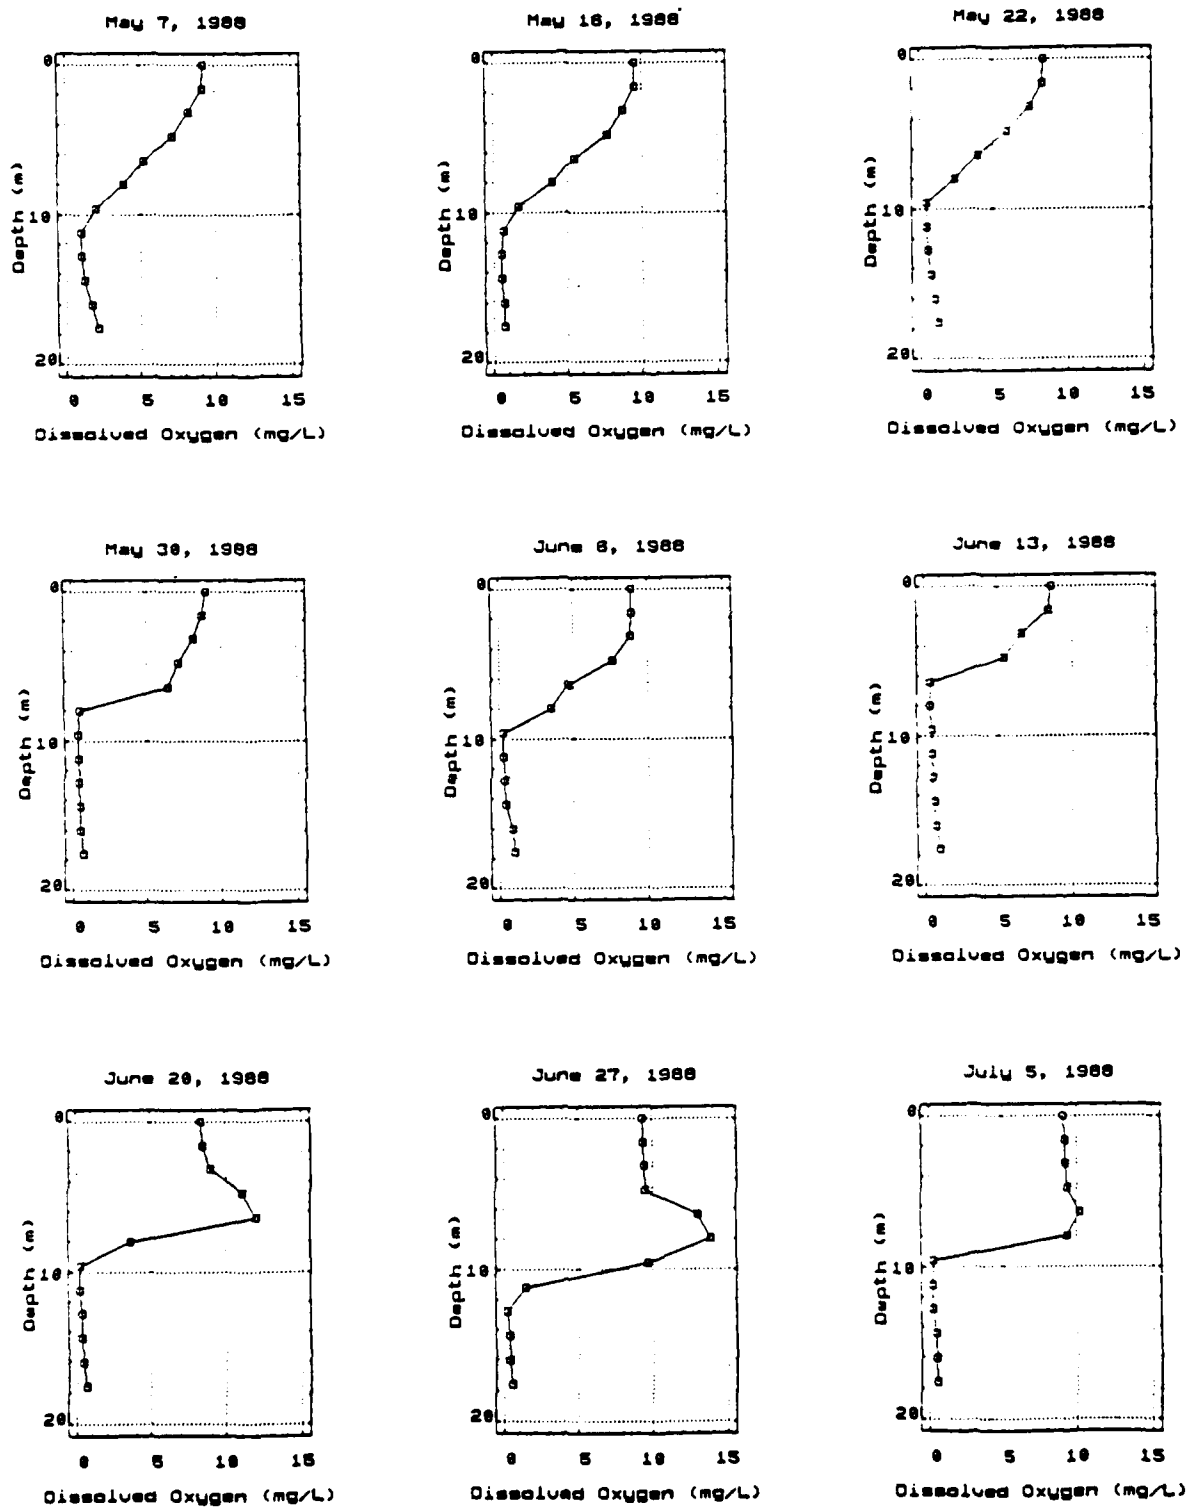 May 7, 1988
0
10
20
Depth (m)
0 5 10 15
Dissolved Oxygen (mg/L)
May 16, 1988
0
10
20
Depth (m)
0 5 10 15
Dissolved Oxygen (mg/L)
May 22, 1988
0
10
20
Depth (m)
0 5 10 15
Dissolved Oxygen (mg/L)
May 30, 1988
0
10
20
Depth (m)
0 5 10 15
Dissolved Oxygen (mg/L)
June 6, 1988
0
10
20
Depth (m)
0 5 10 15
Dissolved Oxygen (mg/L)
June 13, 1988
0
10
20
Depth (m)
0 5 10 15
Dissolved Oxygen (mg/L)
June 20, 1988
0
10
20
Depth (m)
0 5 10 15
Dissolved Oxygen (mg/L)
June 27, 1988
0
10
20
Depth (m)
0 5 10 15
Dissolved Oxygen (mg/L)
July 5, 1988
0
10
20
Depth (m)
0 5 10 15
Dissolved Oxygen (mg/L)